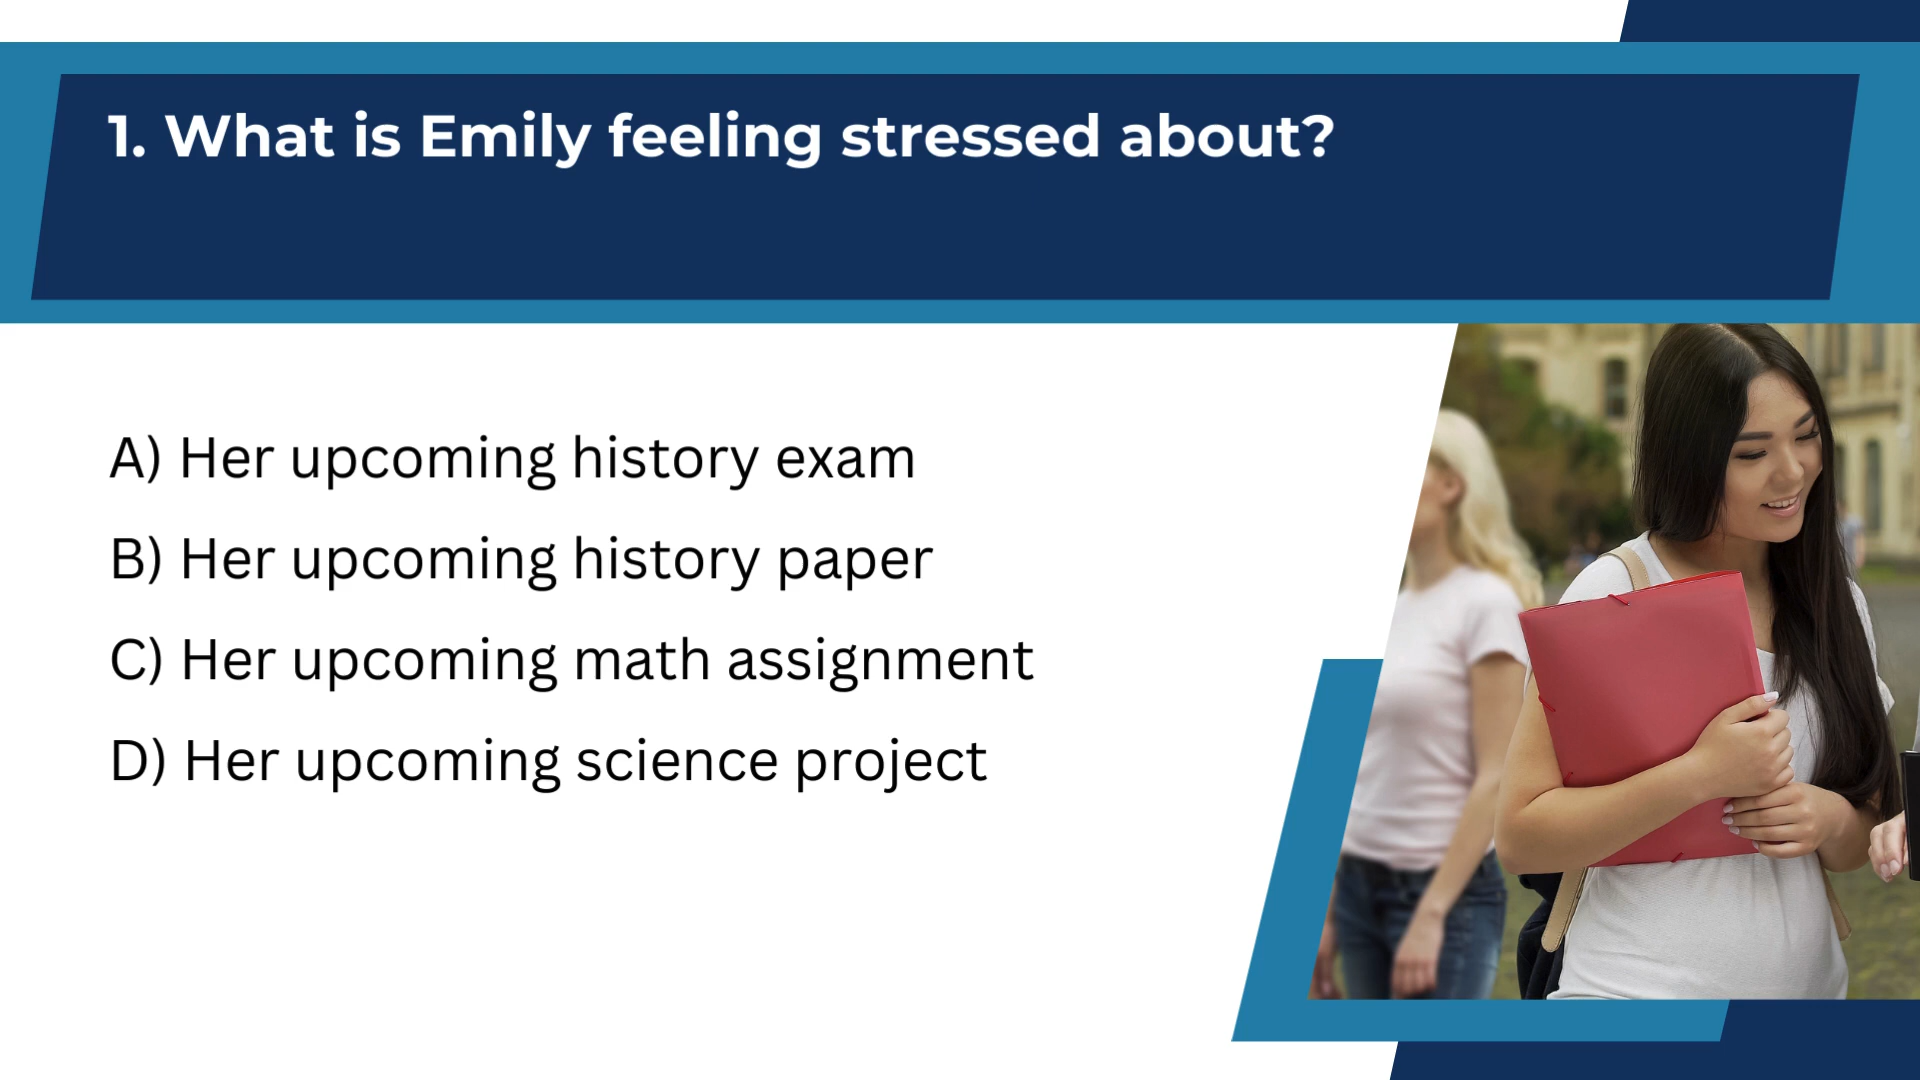 1. What is Emily feeling stressed about?
A) Her upcoming history exam
B) Her upcoming history paper
C) Her upcoming math assignment
D) Her upcoming science project